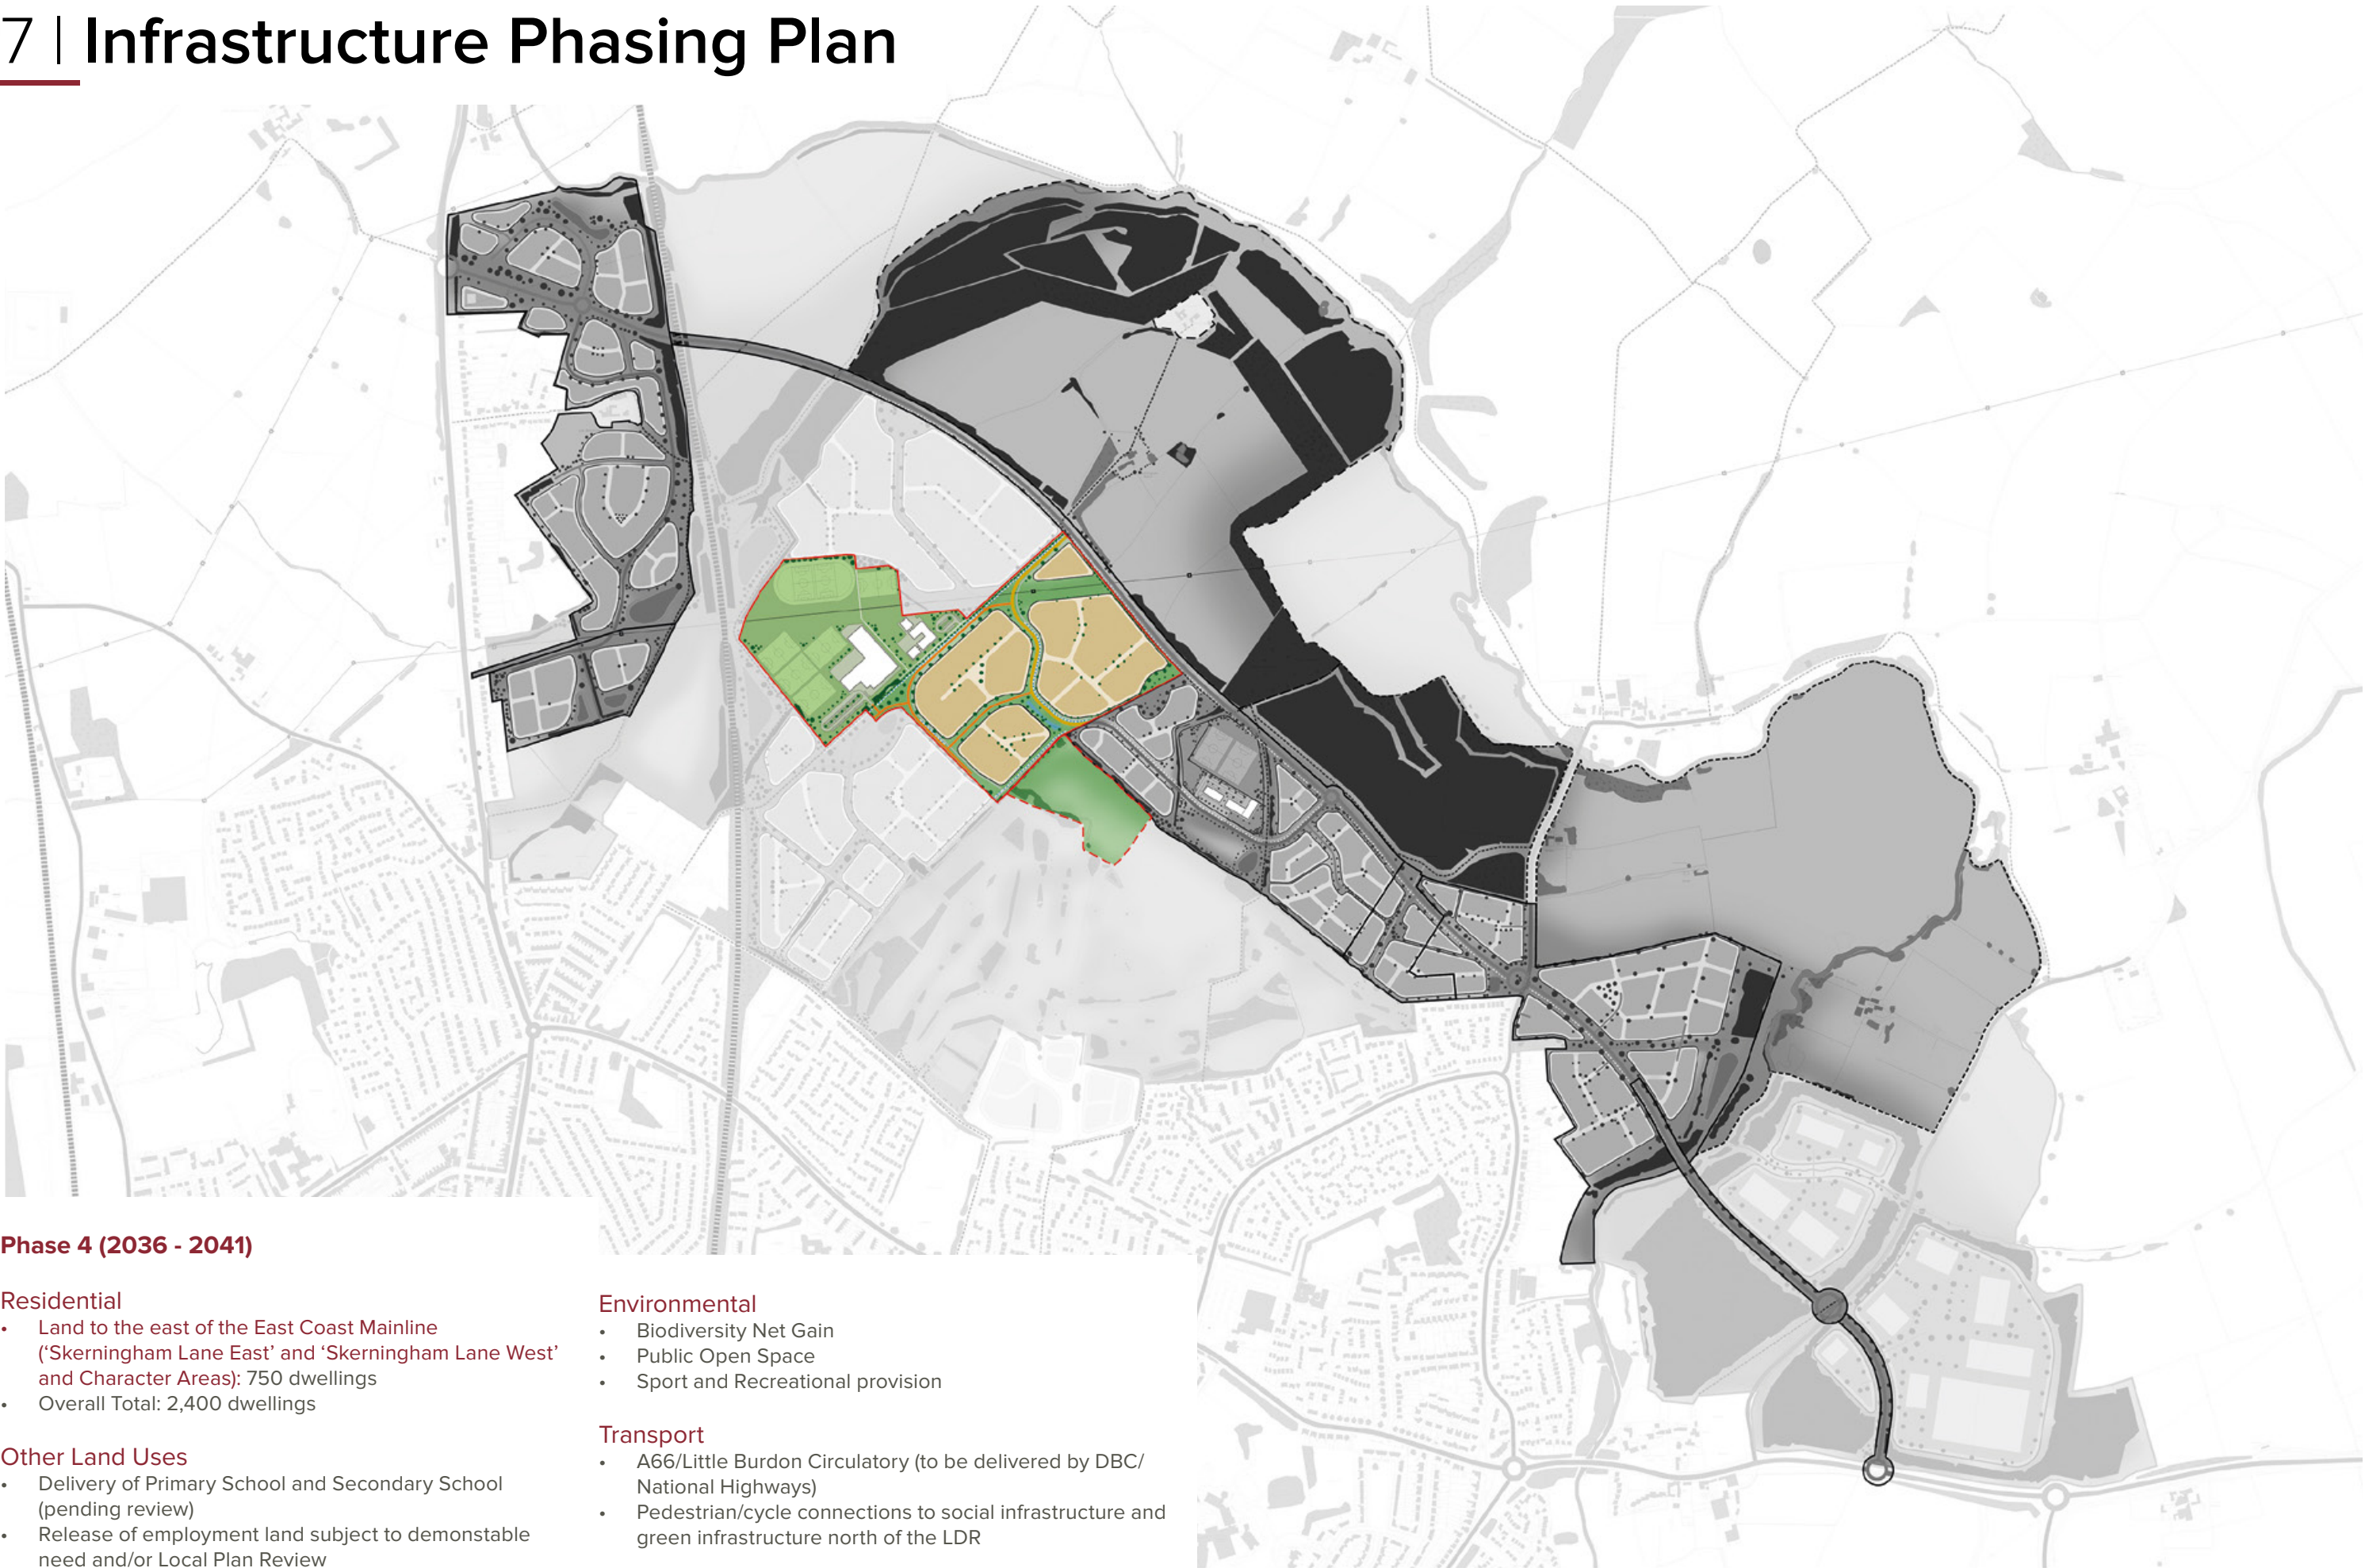 7 | Infrastructure Phasing Plan
Phase 4 (2036 - 2041)
Residential
• Land to the east of the East Coast Mainline
(‘Skerningham Lane East’ and ‘Skerningham Lane West’
and Character Areas): 750 dwellings
• Overall Total: 2,400 dwellings
Other Land Uses
• Delivery of Primary School and Secondary School
(pending review)
• Release of employment land subject to demonstable
need and/or Local Plan Review
Environmental
• Biodiversity Net Gain
• Public Open Space
• Sport and Recreational provision
Transport
• A66/Little Burdon Circulatory (to be delivered by DBC/
National Highways)
• Pedestrian/cycle connections to social infrastructure and
green infrastructure north of the LDR